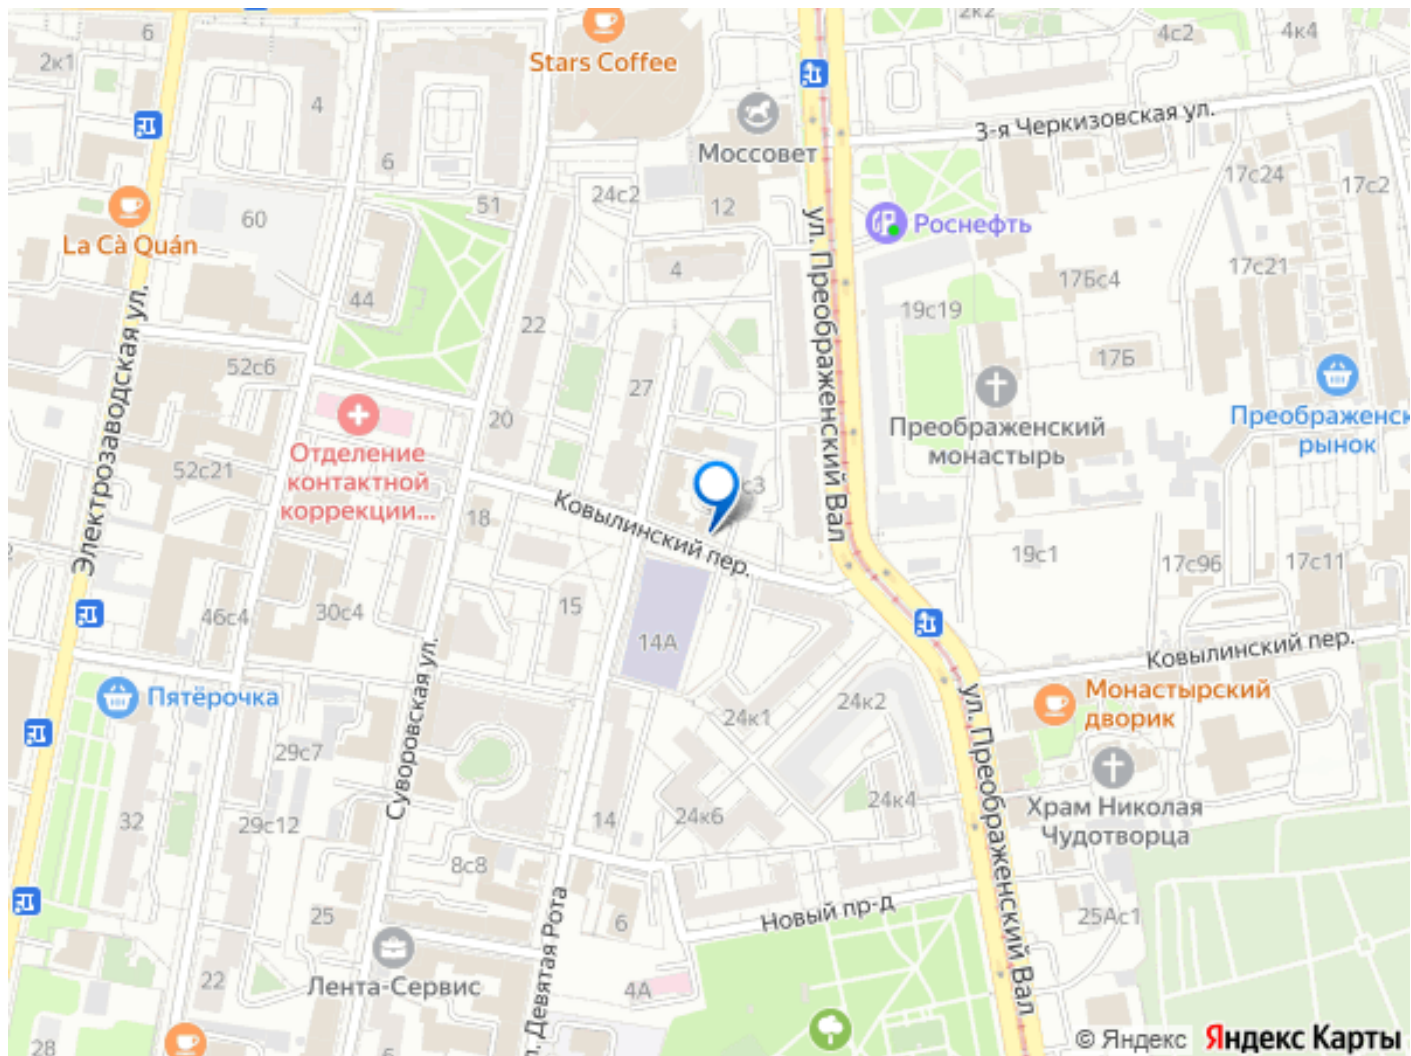 6
2к1
4
6
Stars Coffee
2к2
4с2
4к4
3-я Черкизовская ул.
Моссовет
17с24
17с2
24с2
12
51
60
La Cà Quán
Роснефть
ул. Преображенский Вал
4
17Бс4
17с21
44
19с19
22
Электрозаводская ул.
52с6
27
17Б
20
Преображенский
монастырь
Преображенск
рынок
Отделение
контактной
коррекции...
52с21
с3
18
Ковылинский пер.
19с1
17с9б
17с11
46с4
30с4
15
14А
Ковылинский пер.
Пятёрочка
Монастырский
дворик
24к1
24к2
ул. Преображенский Вал
Суворовская ул.
29с7
Храм Николая
Чудотворца
32
29с12
14
24к6
24к4
8с8
25
6
Новый пр-д
25Ас1
22
Лента-Сервис
4А
л. Девятая Рота
28
© Яндекс Яндекс Карты